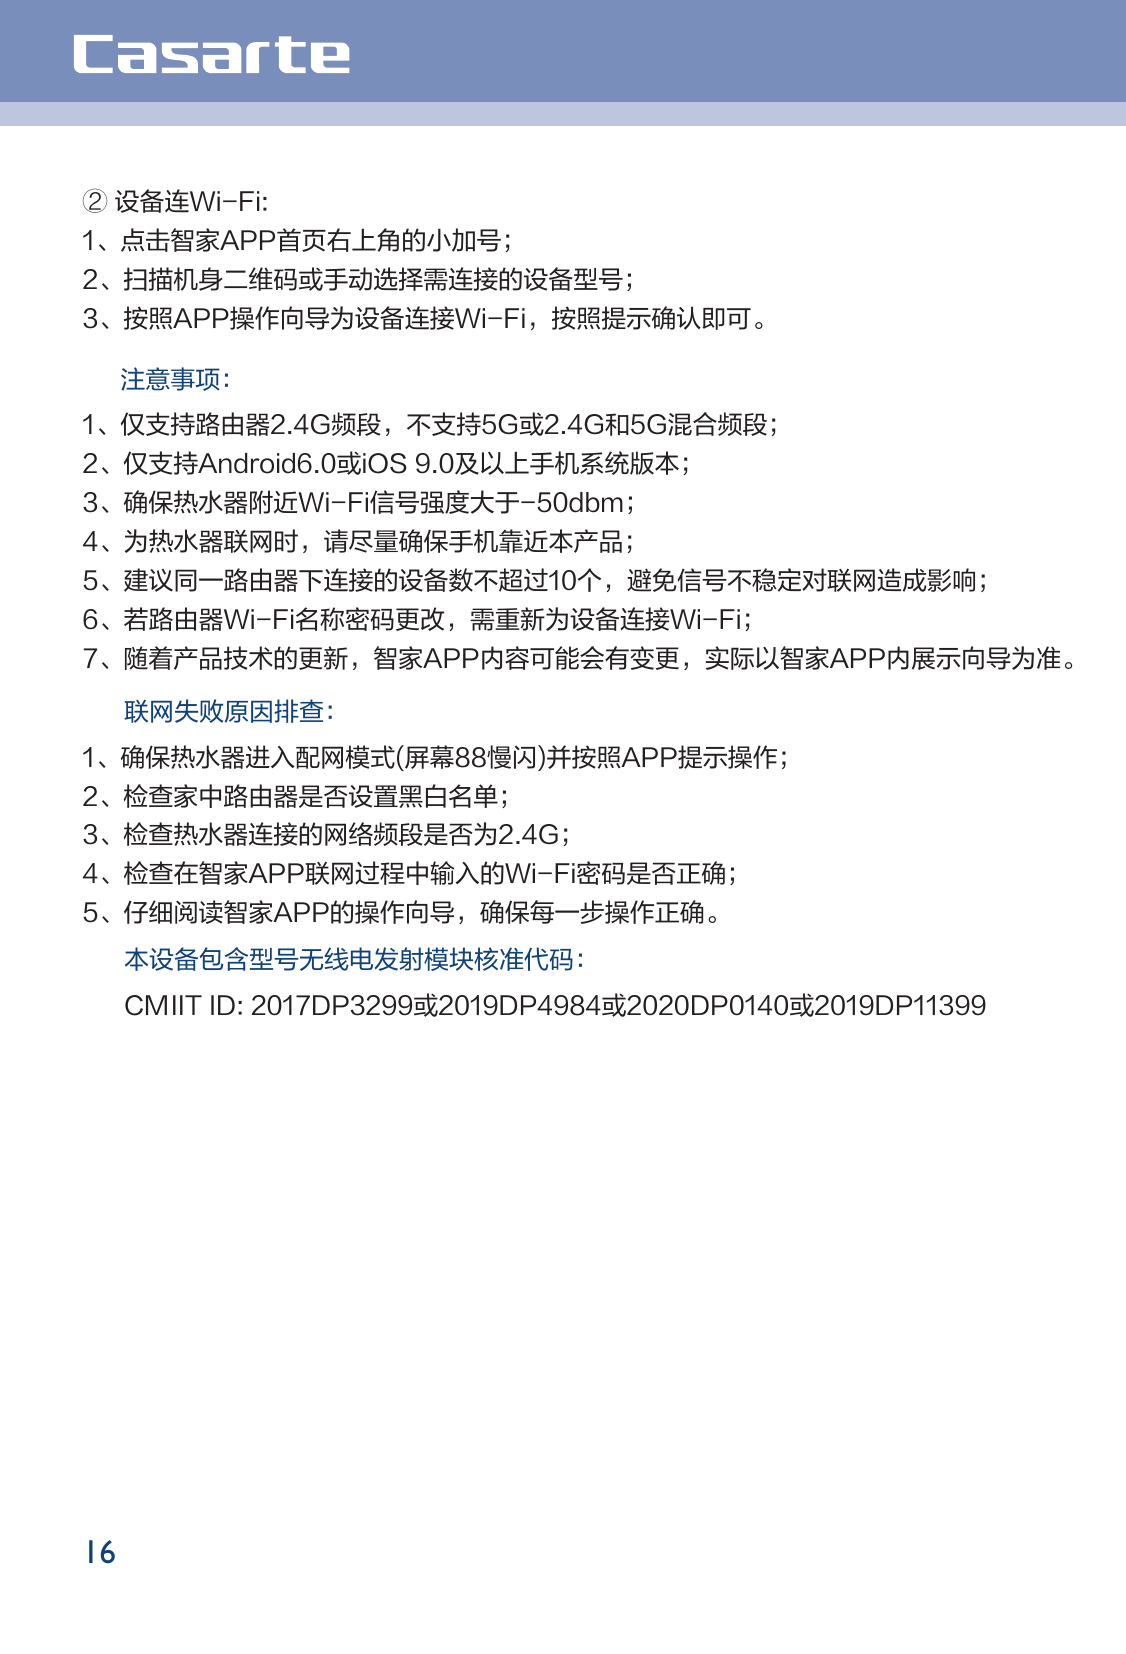 Casarte
② 设备连Wi-Fi:
1、点击智家APP首页右上角的小加号；
2、扫描机身二维码或手动选择需连接的设备型号；
3、按照APP操作向导为设备连接Wi-Fi，按照提示确认即可。
注意事项：
1、仅支持路由器2.4G频段，不支持5G或2.4G和5G混合频段；
2、仅支持Android6.0或iOS 9.0及以上手机系统版本；
3、确保热水器附近Wi-Fi信号强度大于-50dbm；
4、为热水器联网时，请尽量确保手机靠近本产品；
5、建议同一路由器下连接的设备数不超过10个，避免信号不稳定对联网造成影响；
6、若路由器Wi-Fi名称密码更改，需重新为设备连接Wi-Fi；
7、随着产品技术的更新，智家APP内容可能会有变更，实际以智家APP内展示向导为准。
联网失败原因排查：
1、确保热水器进入配网模式(屏幕88慢闪)并按照APP提示操作；
2、检查家中路由器是否设置黑白名单；
3、检查热水器连接的网络频段是否为2.4G；
4、检查在智家APP联网过程中输入的Wi-Fi密码是否正确；
5、仔细阅读智家APP的操作向导，确保每一步操作正确。
本设备包含型号无线电发射模块核准代码：
CMIIT ID: 2017DP3299或2019DP4984或2020DP0140或2019DP11399
16